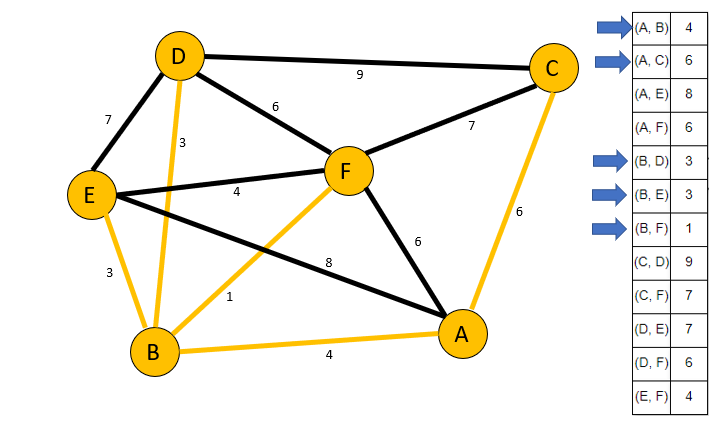 D
C
9
7
6
7
3
F
E
4
6
6
3
8
1
A
B
4
(A, B) 4
(A, C) 6
(A, E) 8
(A, F) 6
(B, D) 3
(B, E) 3
(B, F) 1
(C, D) 9
(C, F) 7
(D, E) 7
(D, F) 6
(E, F) 4